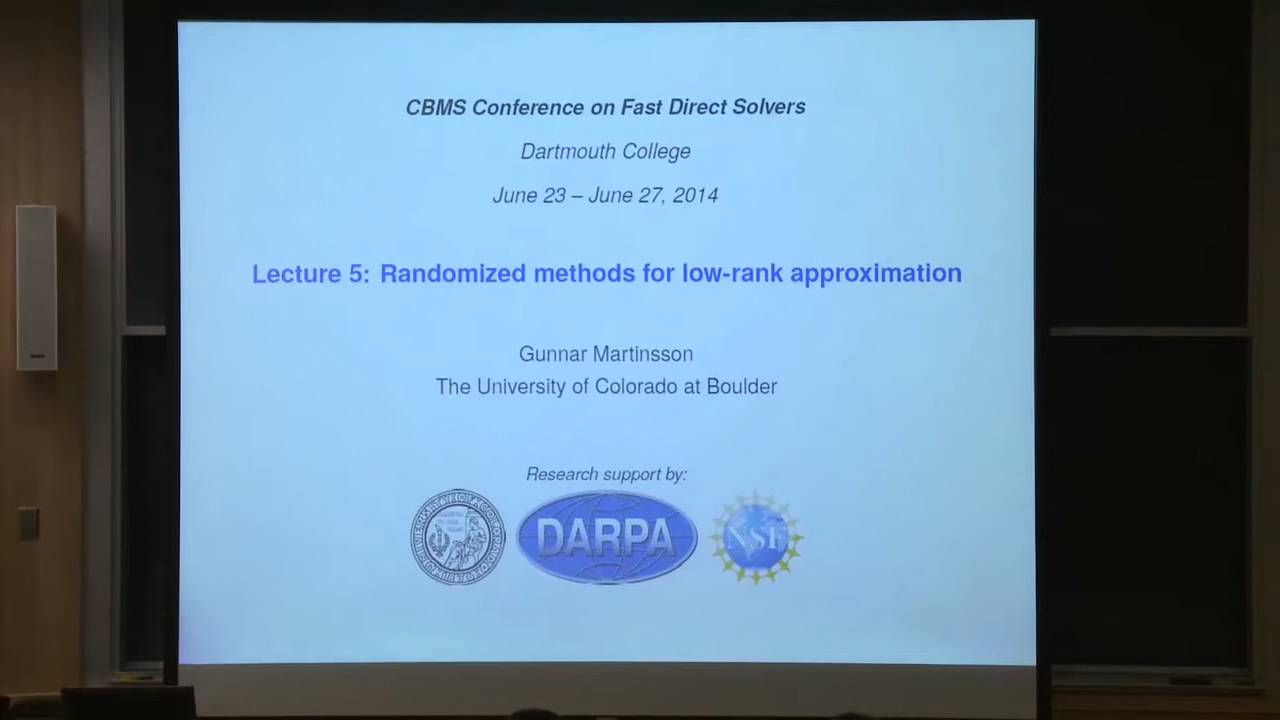 CBMS Conference on Fast Direct Solvers
Dartmouth College
June 23 – June 27, 2014
Lecture 5: Randomized methods for low-rank approximation
Gunnar Martinsson
The University of Colorado at Boulder
Research support by:
DARPA
NSF